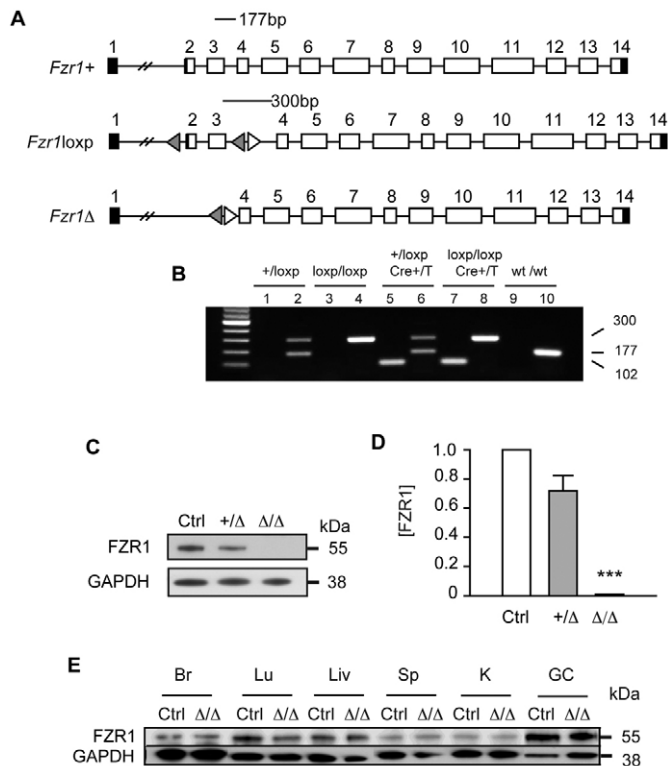 A
177bp
1 2 3 4 5 6 7 8 9 10 11 12 13 14
Fzr1+
300bp
1 2 3 4 5 6 7 8 9 10 11 12 13 14
Fzr1loxp
1 4 5 6 7 8 9 10 11 12 13 14
Fzr1Δ
B
+/loxp loxp/loxp +/loxp Cre+/T loxp/loxp Cre+/T wt /wt
1 2 3 4 5 6 7 8 9 10
300
177
102
C
Ctrl +/Δ Δ/Δ kDa
FZR1 55
GAPDH 38
D
[FZR1]
1.0
0.8
0.6
0.4
0.2
0
***
Ctrl +/Δ Δ/Δ
E
Br Lu Liv Sp K GC
Ctrl Δ/Δ Ctrl Δ/Δ Ctrl Δ/Δ Ctrl Δ/Δ Ctrl Δ/Δ Ctrl Δ/Δ kDa
FZR1 55
GAPDH 38